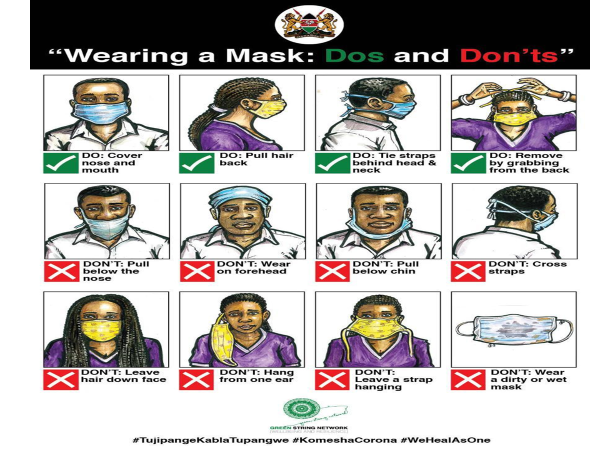 “Wearing a Mask: Dos and Don’ts”
DO: Cover
nose and
mouth
DO: Pull hair
back
DO: Tie straps
behind head &
neck
DO: Remove
by grabbing
from the back
DON'T: Pull
below the
nose
DON'T: Wear
on forehead
DON'T: Pull
below chin
DON'T: Cross
straps
DON'T: Leave
hair down face
DON'T: Hang
from one ear
DON'T:
Leave a strap
hanging
DON'T: Wear
a dirty or wet
mask
GREEN STRING NETWORK
#TujipangeKablaTupangwe #KomeshaCorona #WeHealAsOne